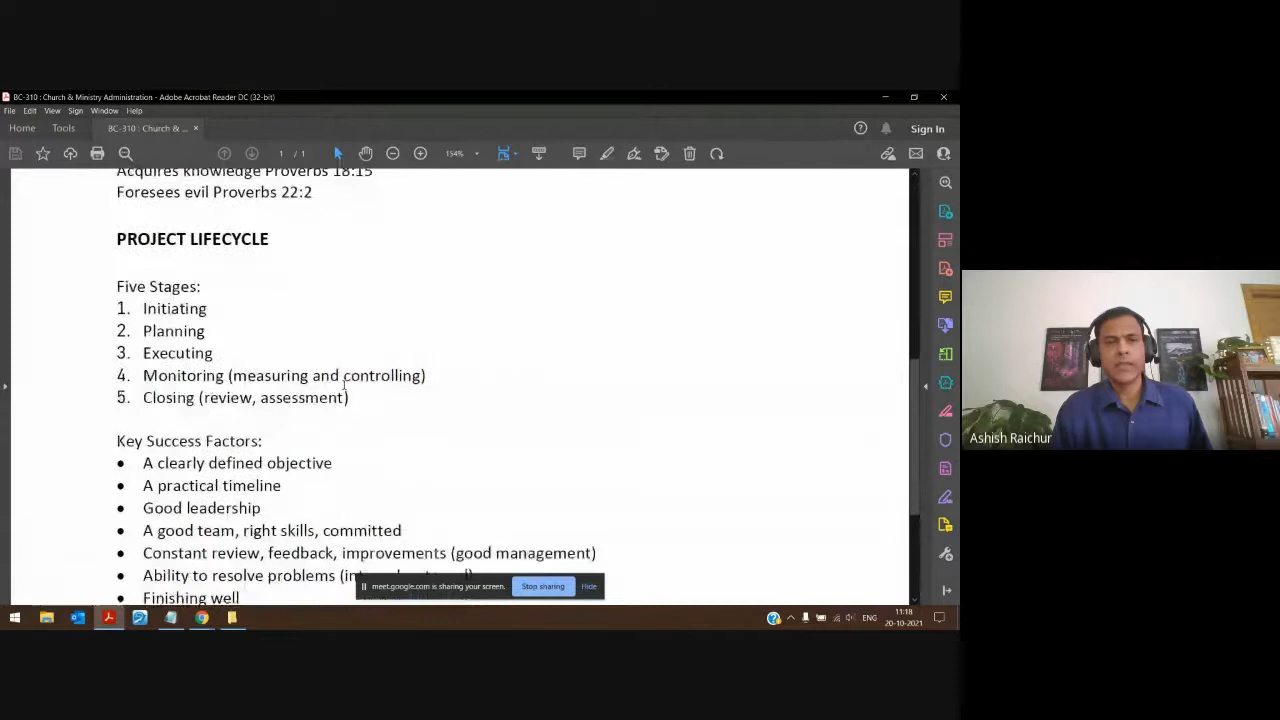 BC-310 : Church & Ministry Administration - Adobe Acrobat Reader DC (32-bit)
File Edit View Sign Window Help
Home Tools BC-310 : Church & ... × Sign In
1 / 1 154%
Acquires knowledge Proverbs 18:15
Foresees evil Proverbs 22:2
PROJECT LIFECYCLE
Five Stages:
1. Initiating
2. Planning
3. Executing
4. Monitoring (measuring and controlling)
5. Closing (review, assessment)
Key Success Factors:
• A clearly defined objective
• A practical timeline
• Good leadership
• A good team, right skills, committed
• Constant review, feedback, improvements (good management)
• Ability to resolve problems
• Finishing well
meet.google.com is sharing your screen. Stop sharing Hide
ENG 11:18
20-10-2021
Ashish Raichur